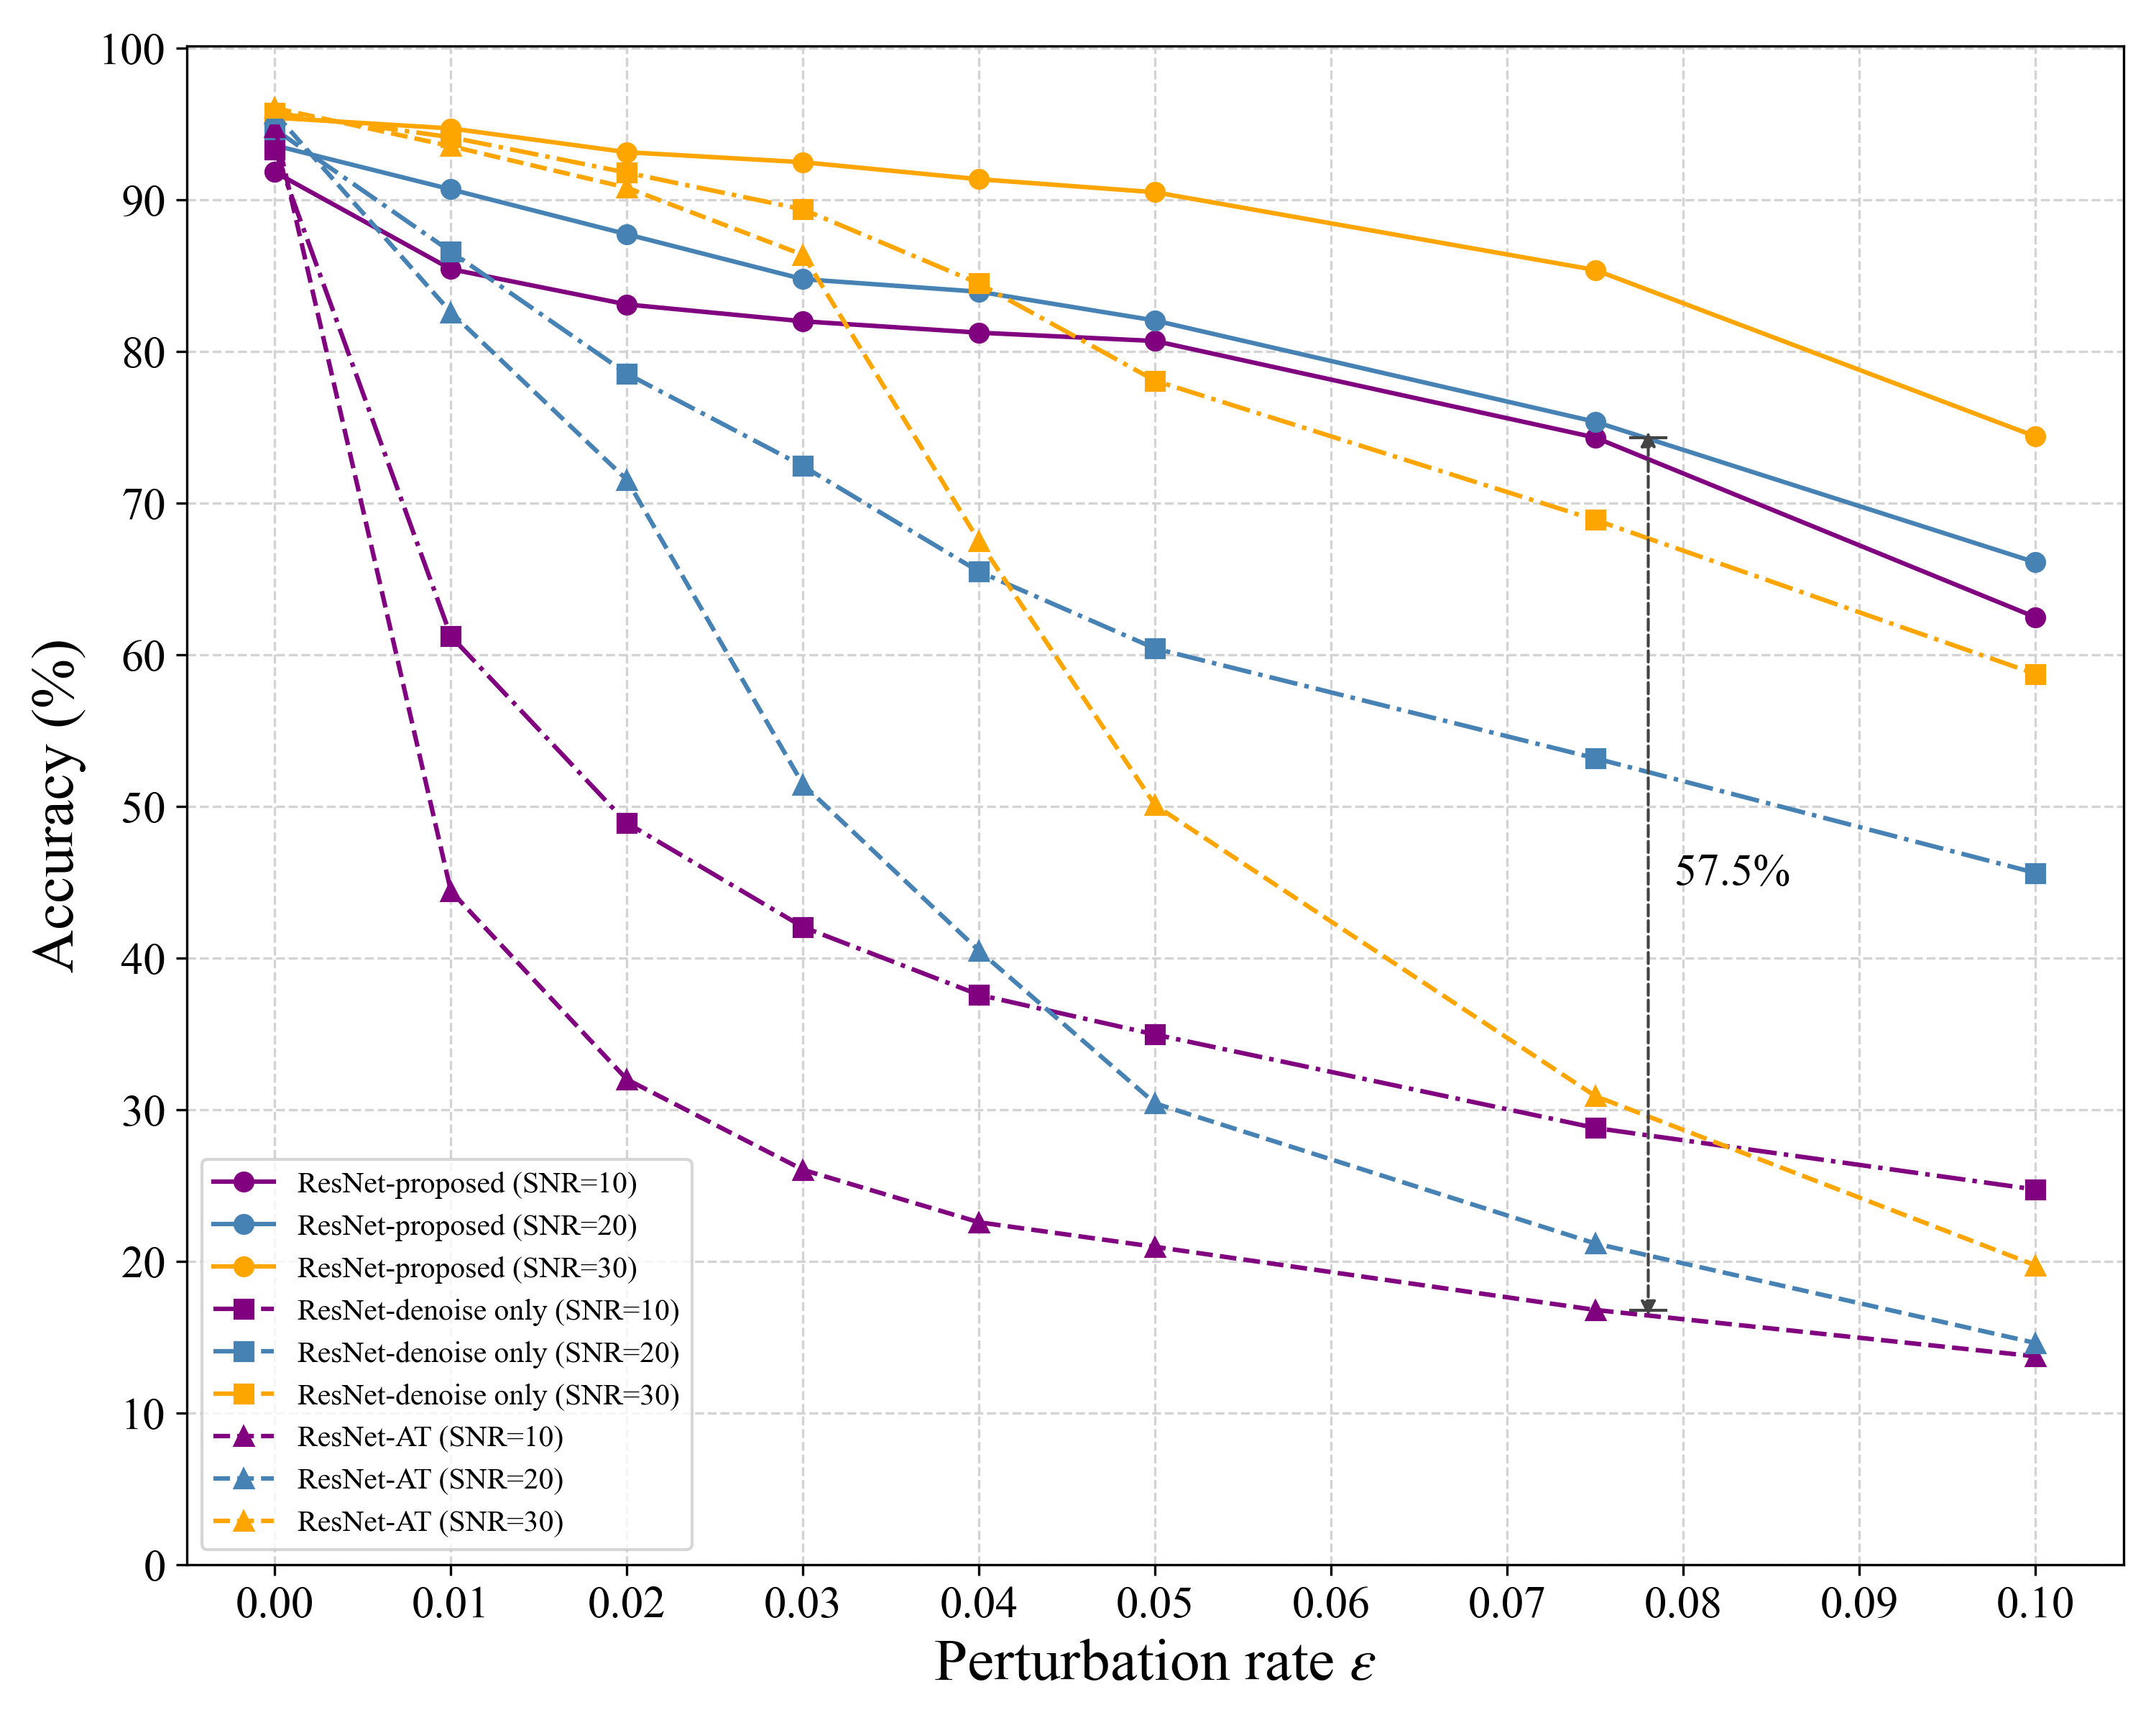 Accuracy (%)
100
90
80
70
60
50
40
30
20
10
0
57.5%
ResNet-proposed (SNR=10)
ResNet-proposed (SNR=20)
ResNet-proposed (SNR=30)
ResNet-denoise only (SNR=10)
ResNet-denoise only (SNR=20)
ResNet-denoise only (SNR=30)
ResNet-AT (SNR=10)
ResNet-AT (SNR=20)
ResNet-AT (SNR=30)
0.00 0.01 0.02 0.03 0.04 0.05 0.06 0.07 0.08 0.09 0.10
Perturbation rate ε